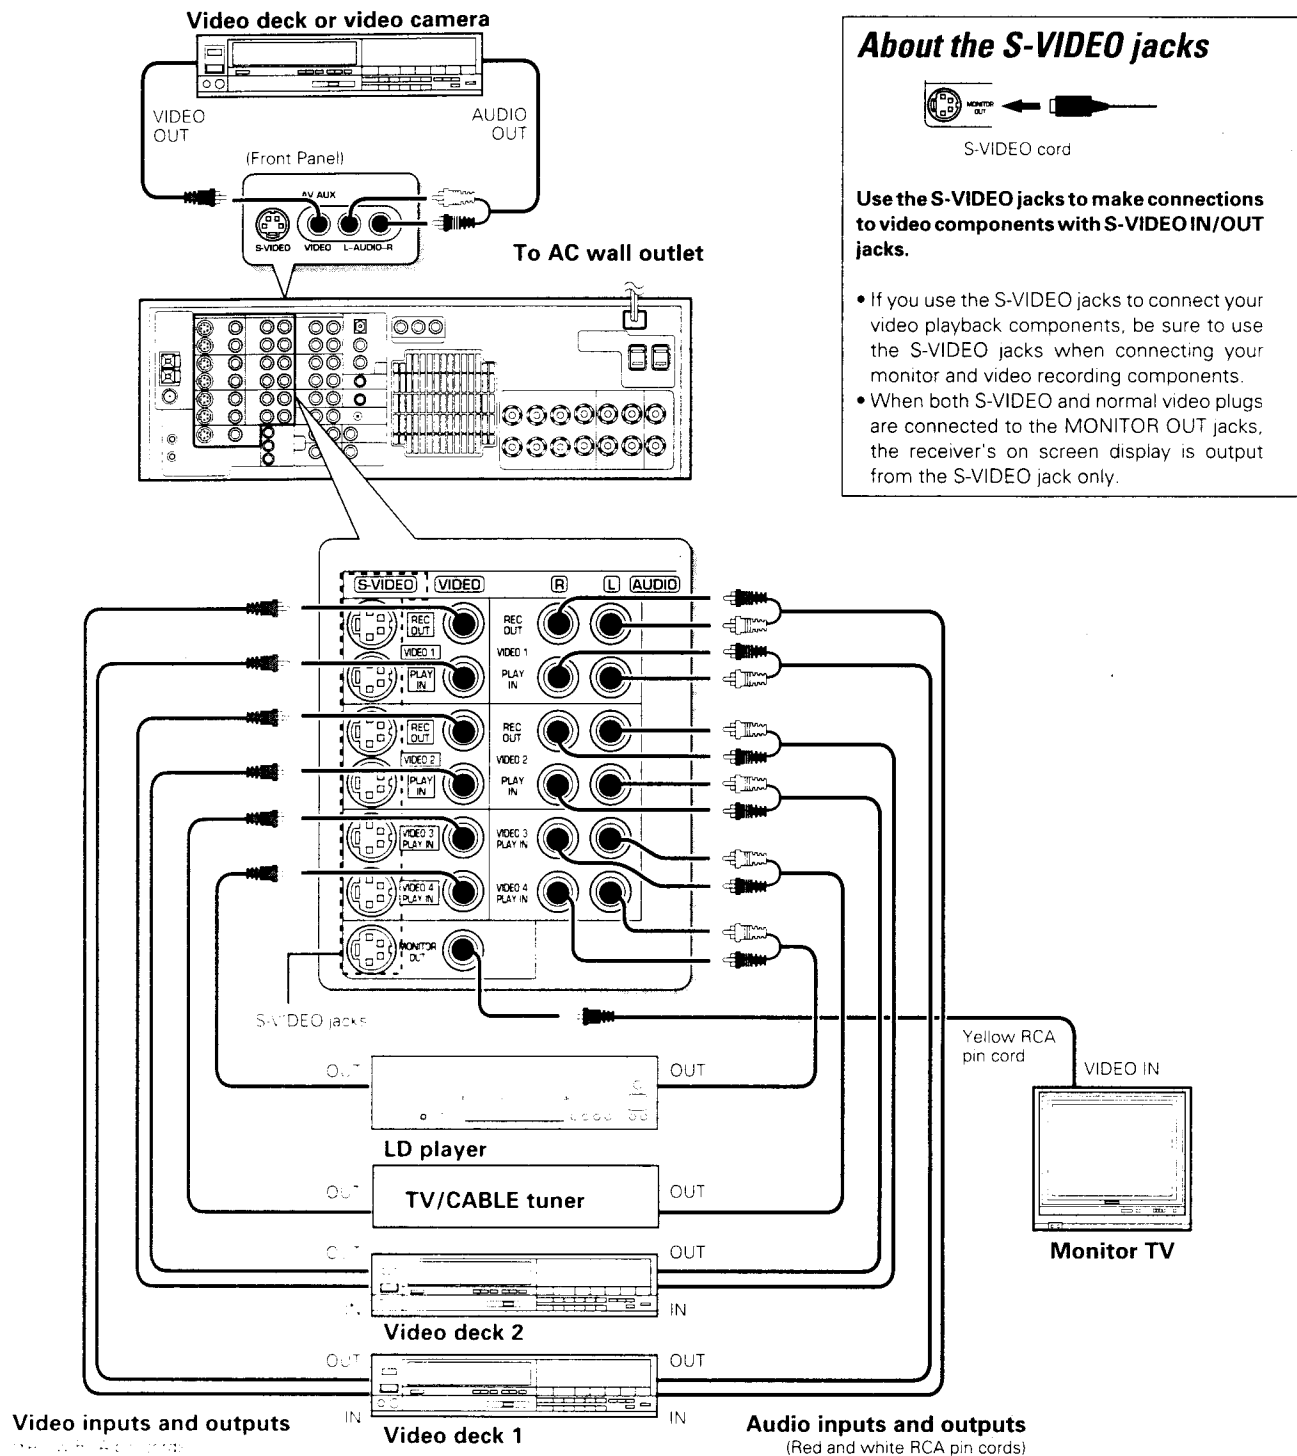 Video deck or video camera
VIDEO
OUT
AUDIO
OUT
(Front Panel)
AV AUX
S-VIDEO VIDEO L-AUDIO-R
To AC wall outlet
About the S-VIDEO jacks
MONITOR
OUT
S-VIDEO cord
Use the S-VIDEO jacks to make connections
to video components with S-VIDEO IN/OUT
jacks.
• If you use the S-VIDEO jacks to connect your
video playback components, be sure to use
the S-VIDEO jacks when connecting your
monitor and video recording components.
• When both S-VIDEO and normal video plugs
are connected to the MONITOR OUT jacks,
the receiver's on screen display is output
from the S-VIDEO jack only.
S-VIDEO VIDEO R L AUDIO
REC
OUT
REC
OUT
VIDEO 1
VIDEO 1
PLAY
IN
PLAY
IN
REC
OUT
REC
OUT
VIDEO 2
VIDEO 2
PLAY
IN
PLAY
IN
VIDEO 3
PLAY IN
VIDEO 3
PLAY IN
VIDEO 4
PLAY IN
VIDEO 4
PLAY IN
MONITOR
OUT
S-VIDEO jacks
Yellow RCA
pin cord
VIDEO IN
OUT
OUT
LD player
OUT
TV/CABLE tuner
OUT
Monitor TV
OUT
OUT
IN
IN
Video deck 2
OUT
OUT
IN
IN
Video deck 1
Video inputs and outputs
Audio inputs and outputs
(Red and white RCA pin cords)